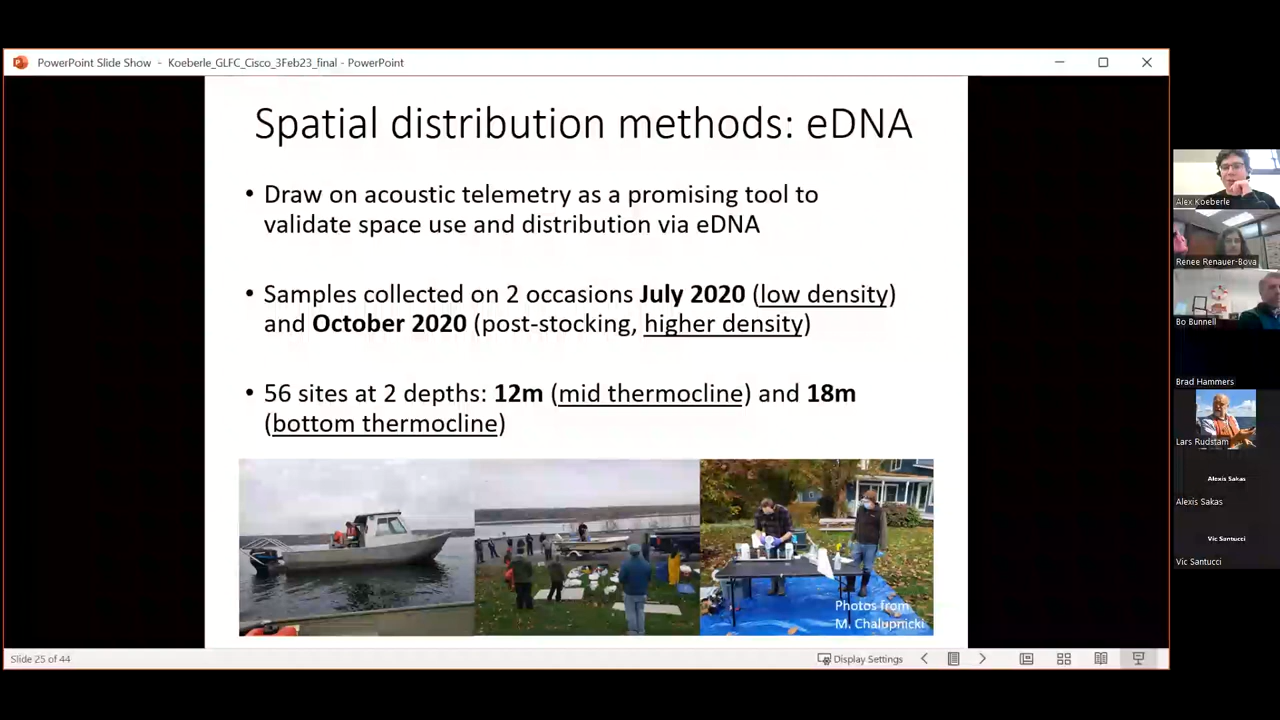 PowerPoint Slide Show - Koeberle_GLFC_Cisco_3Feb23_final - PowerPoint
Spatial distribution methods: eDNA
• Draw on acoustic telemetry as a promising tool to
validate space use and distribution via eDNA
• Samples collected on 2 occasions July 2020 (low density)
and October 2020 (post-stocking, higher density)
• 56 sites at 2 depths: 12m (mid thermocline) and 18m
(bottom thermocline)
Photos from
M. Chalupnicki
Slide 25 of 44
Display Settings
Alex Koeberle
Renee Renauer-Bova
Bo Bunnell
Brad Hammers
Lars Rudstam
Alexis Sakas
Alexis Sakas
Vic Santucci
Vic Santucci